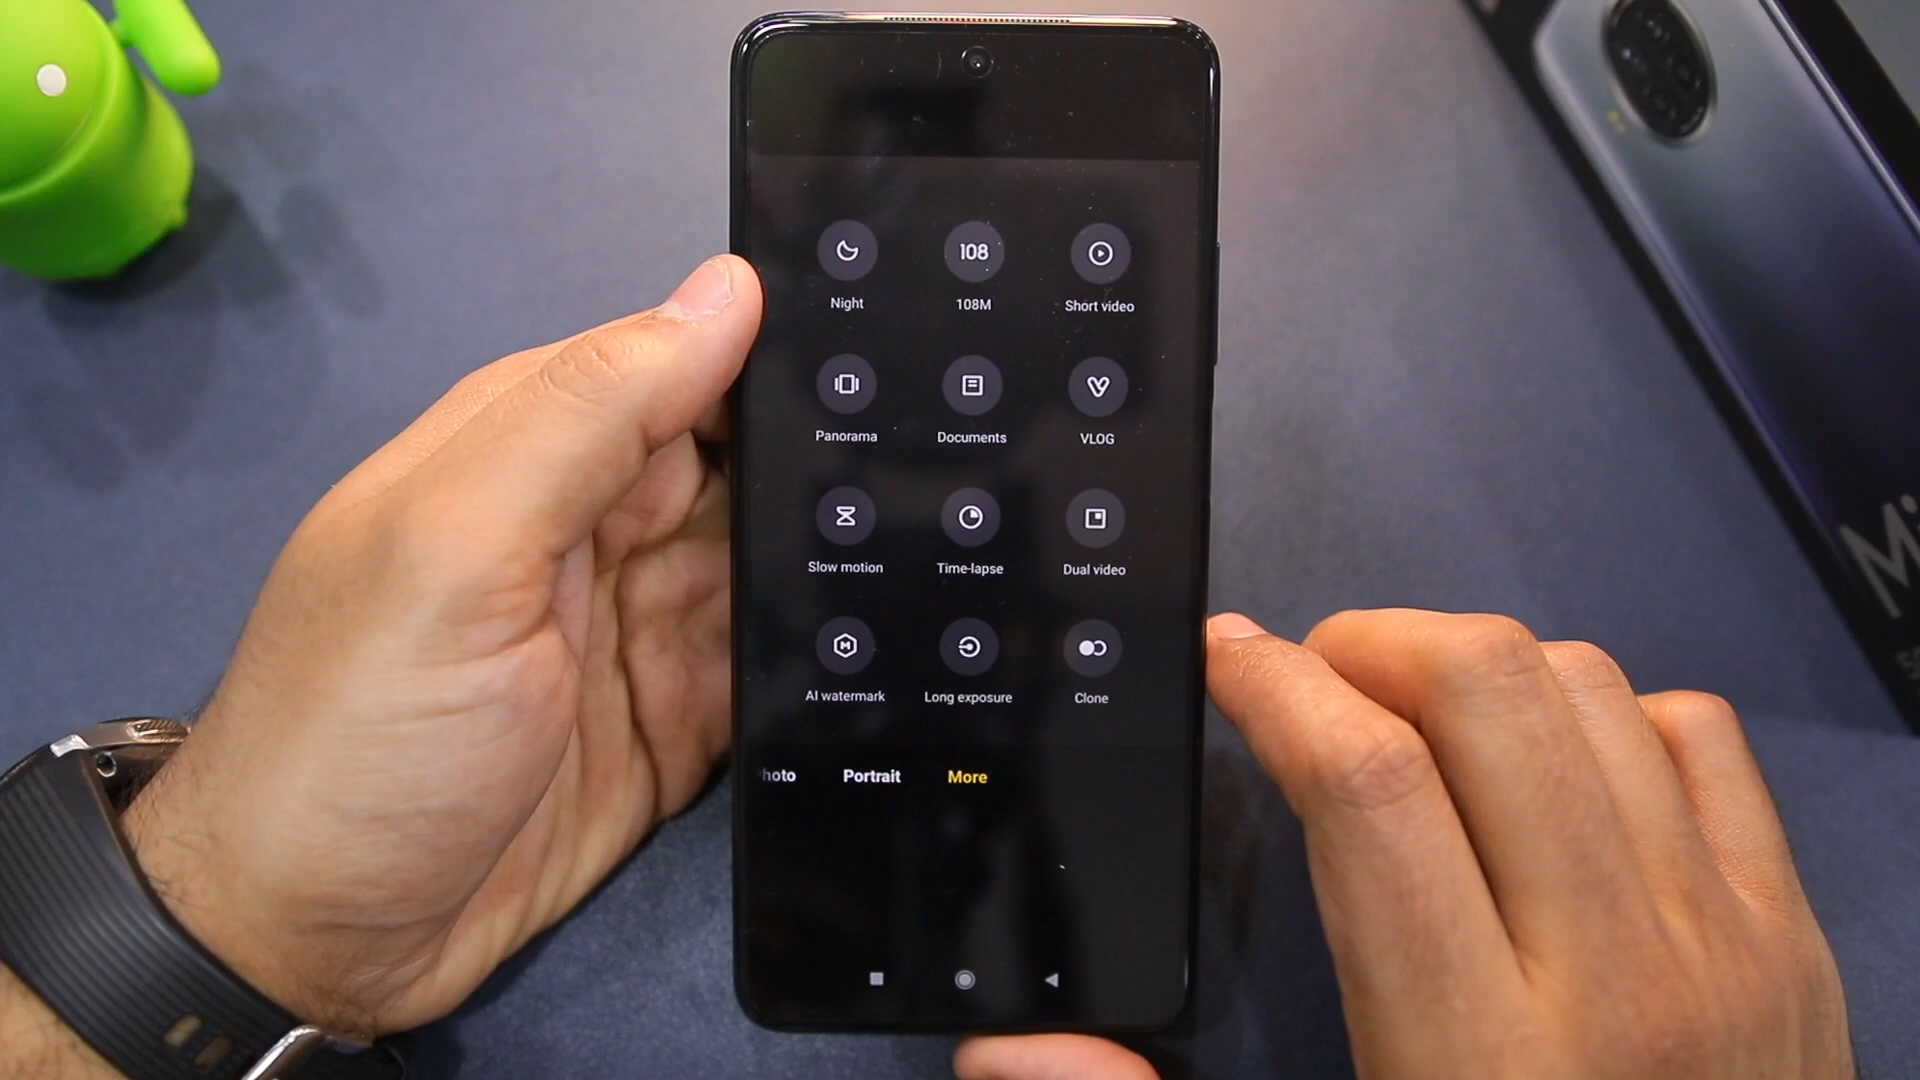 108
Night
108M
Short video
Panorama
Documents
VLOG
Slow motion
Time-lapse
Dual video
AI watermark
Long exposure
Clone
hoto
Portrait
More
Mi